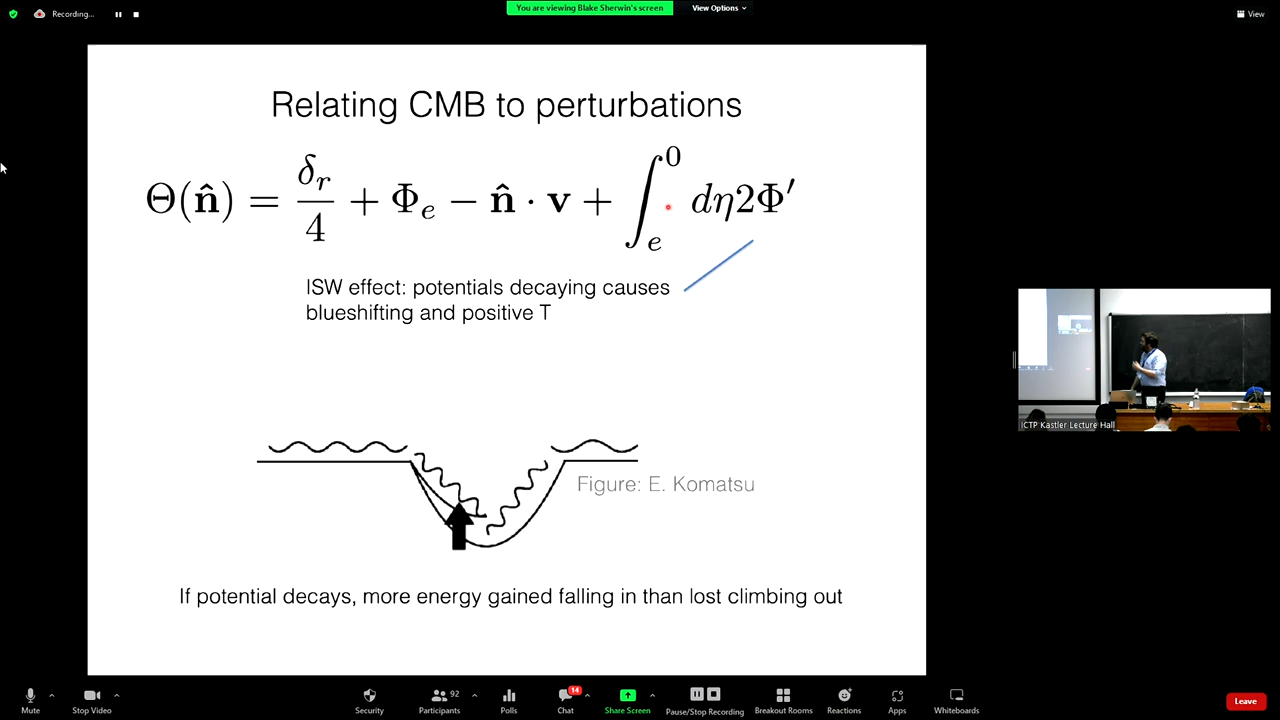 Recording...
You are viewing Blake Sherwin's screen
View Options
View
Relating CMB to perturbations
Θ(n̂) = δ_r/4 + Φ_e − n̂ · v + ∫_e^0 dη2Φ′
ISW effect: potentials decaying causes
blueshifting and positive T
Figure: E. Komatsu
If potential decays, more energy gained falling in than lost climbing out
ICTP Kastler Lecture Hall
Mute
Stop Video
Security
92
Participants
Polls
14
Chat
Share Screen
Pause/Stop Recording
Breakout Rooms
Reactions
Apps
Whiteboards
Leave